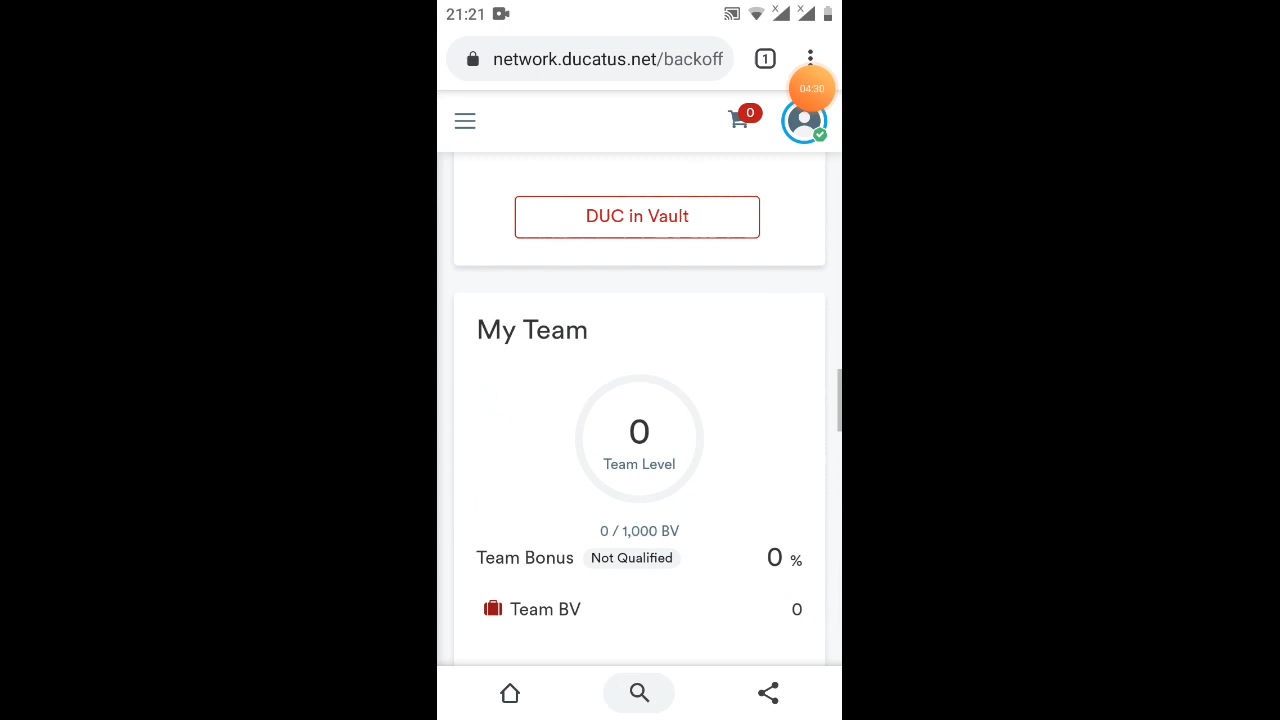 21:21
network.ducatus.net/backoff
1
04:30
0
DUC in Vault
My Team
0
Team Level
0 / 1,000 BV
Team Bonus Not Qualified 0 %
Team BV 0